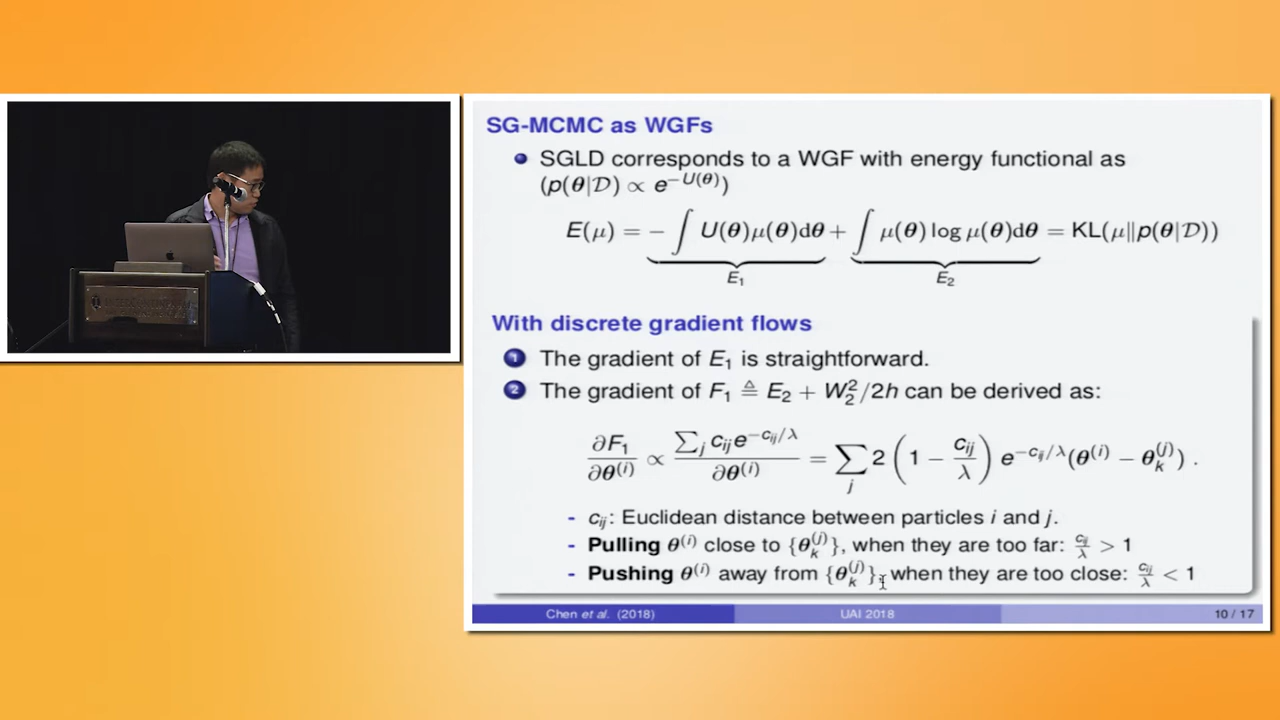 SG-MCMC as WGFs
SGLD corresponds to a WGF with energy functional as
(p(θ|𝒟) ∝ e^{−U(θ)})
E(μ) = − ∫ U(θ)μ(θ)dθ + ∫ μ(θ) log μ(θ)dθ = KL(μ‖p(θ|𝒟))
E₁ E₂
With discrete gradient flows
1 The gradient of E₁ is straightforward.
2 The gradient of F₁ ≜ E₂ + W₂²/2h can be derived as:
∂F₁/∂θ^{(i)} ∝ ∑_j c_{ij}e^{−c_{ij}/λ}/∂θ^{(i)} = ∑_j 2 (1 − c_{ij}/λ) e^{−c_{ij}/λ}(θ^{(i)} − θ_k^{(j)}) .
- c_{ij}: Euclidean distance between particles i and j.
- Pulling θ^{(i)} close to {θ_k^{(j)}}, when they are too far: c_{ij}/λ > 1
- Pushing θ^{(i)} away from {θ_k^{(j)}}, when they are too close: c_{ij}/λ < 1
Chen et al. (2018) UAI 2018 10 / 17